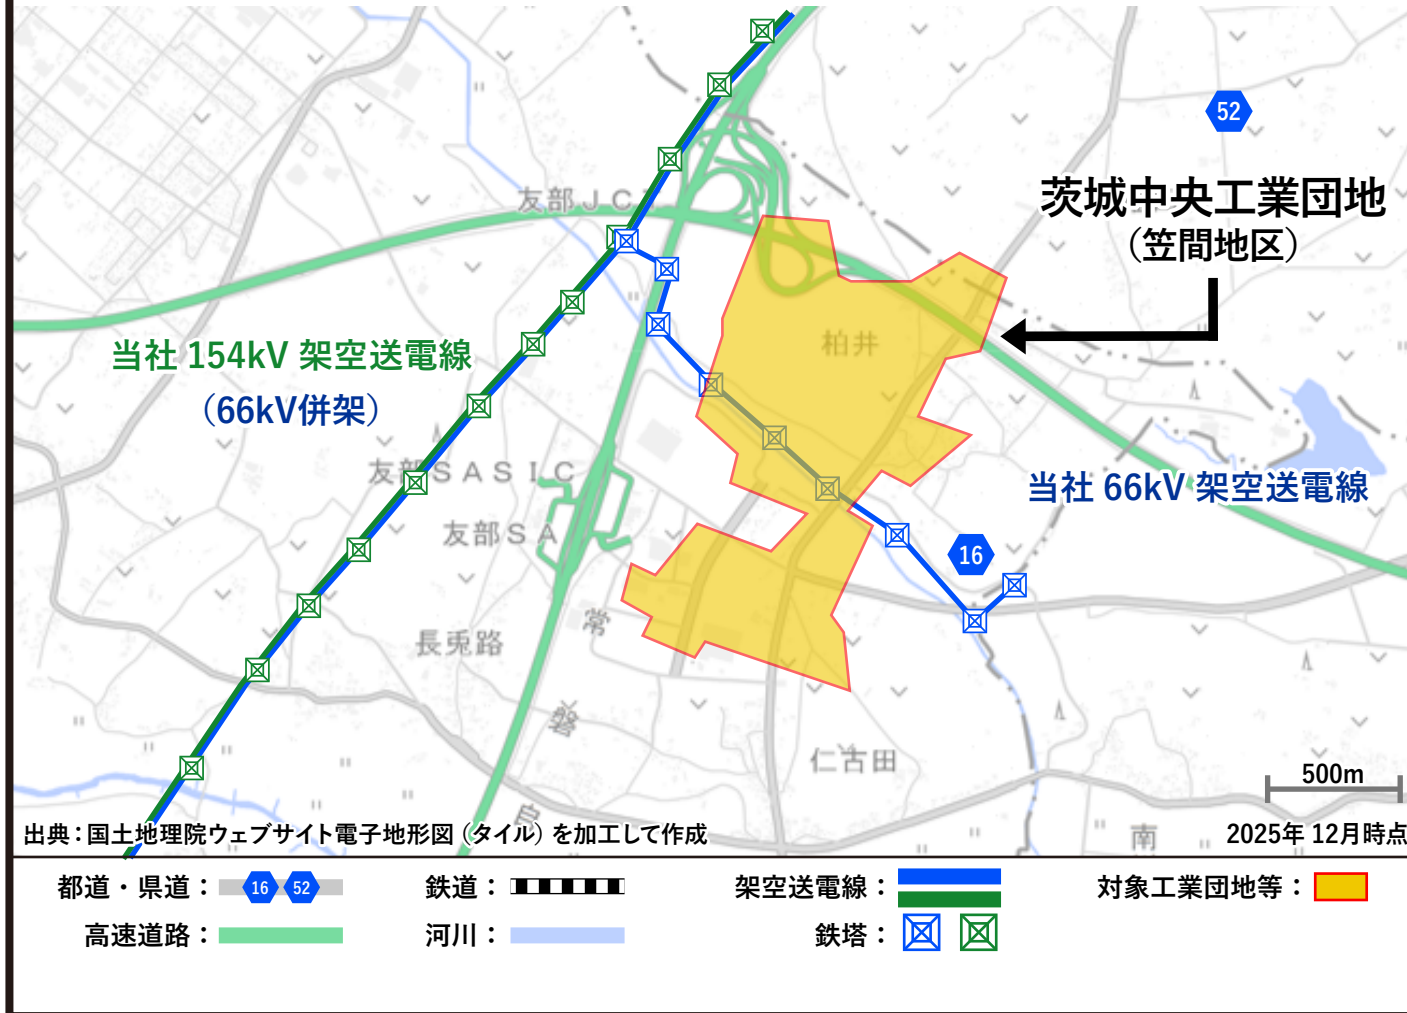 52
茨城中央工業団地
（笠間地区）
友部ＪＣＴ
柏井
当社 154kV 架空送電線
（66kV併架）
友部ＳＡＳＩＣ
友部ＳＡ
当社 66kV 架空送電線
16
常
長兎路
磐
仁古田
500m
南
出典：国土地理院ウェブサイト電子地形図（タイル）を加工して作成
2025年 12月時点
都道・県道：
16
52
鉄道：
架空送電線：
対象工業団地等：
高速道路：
河川：
鉄塔：